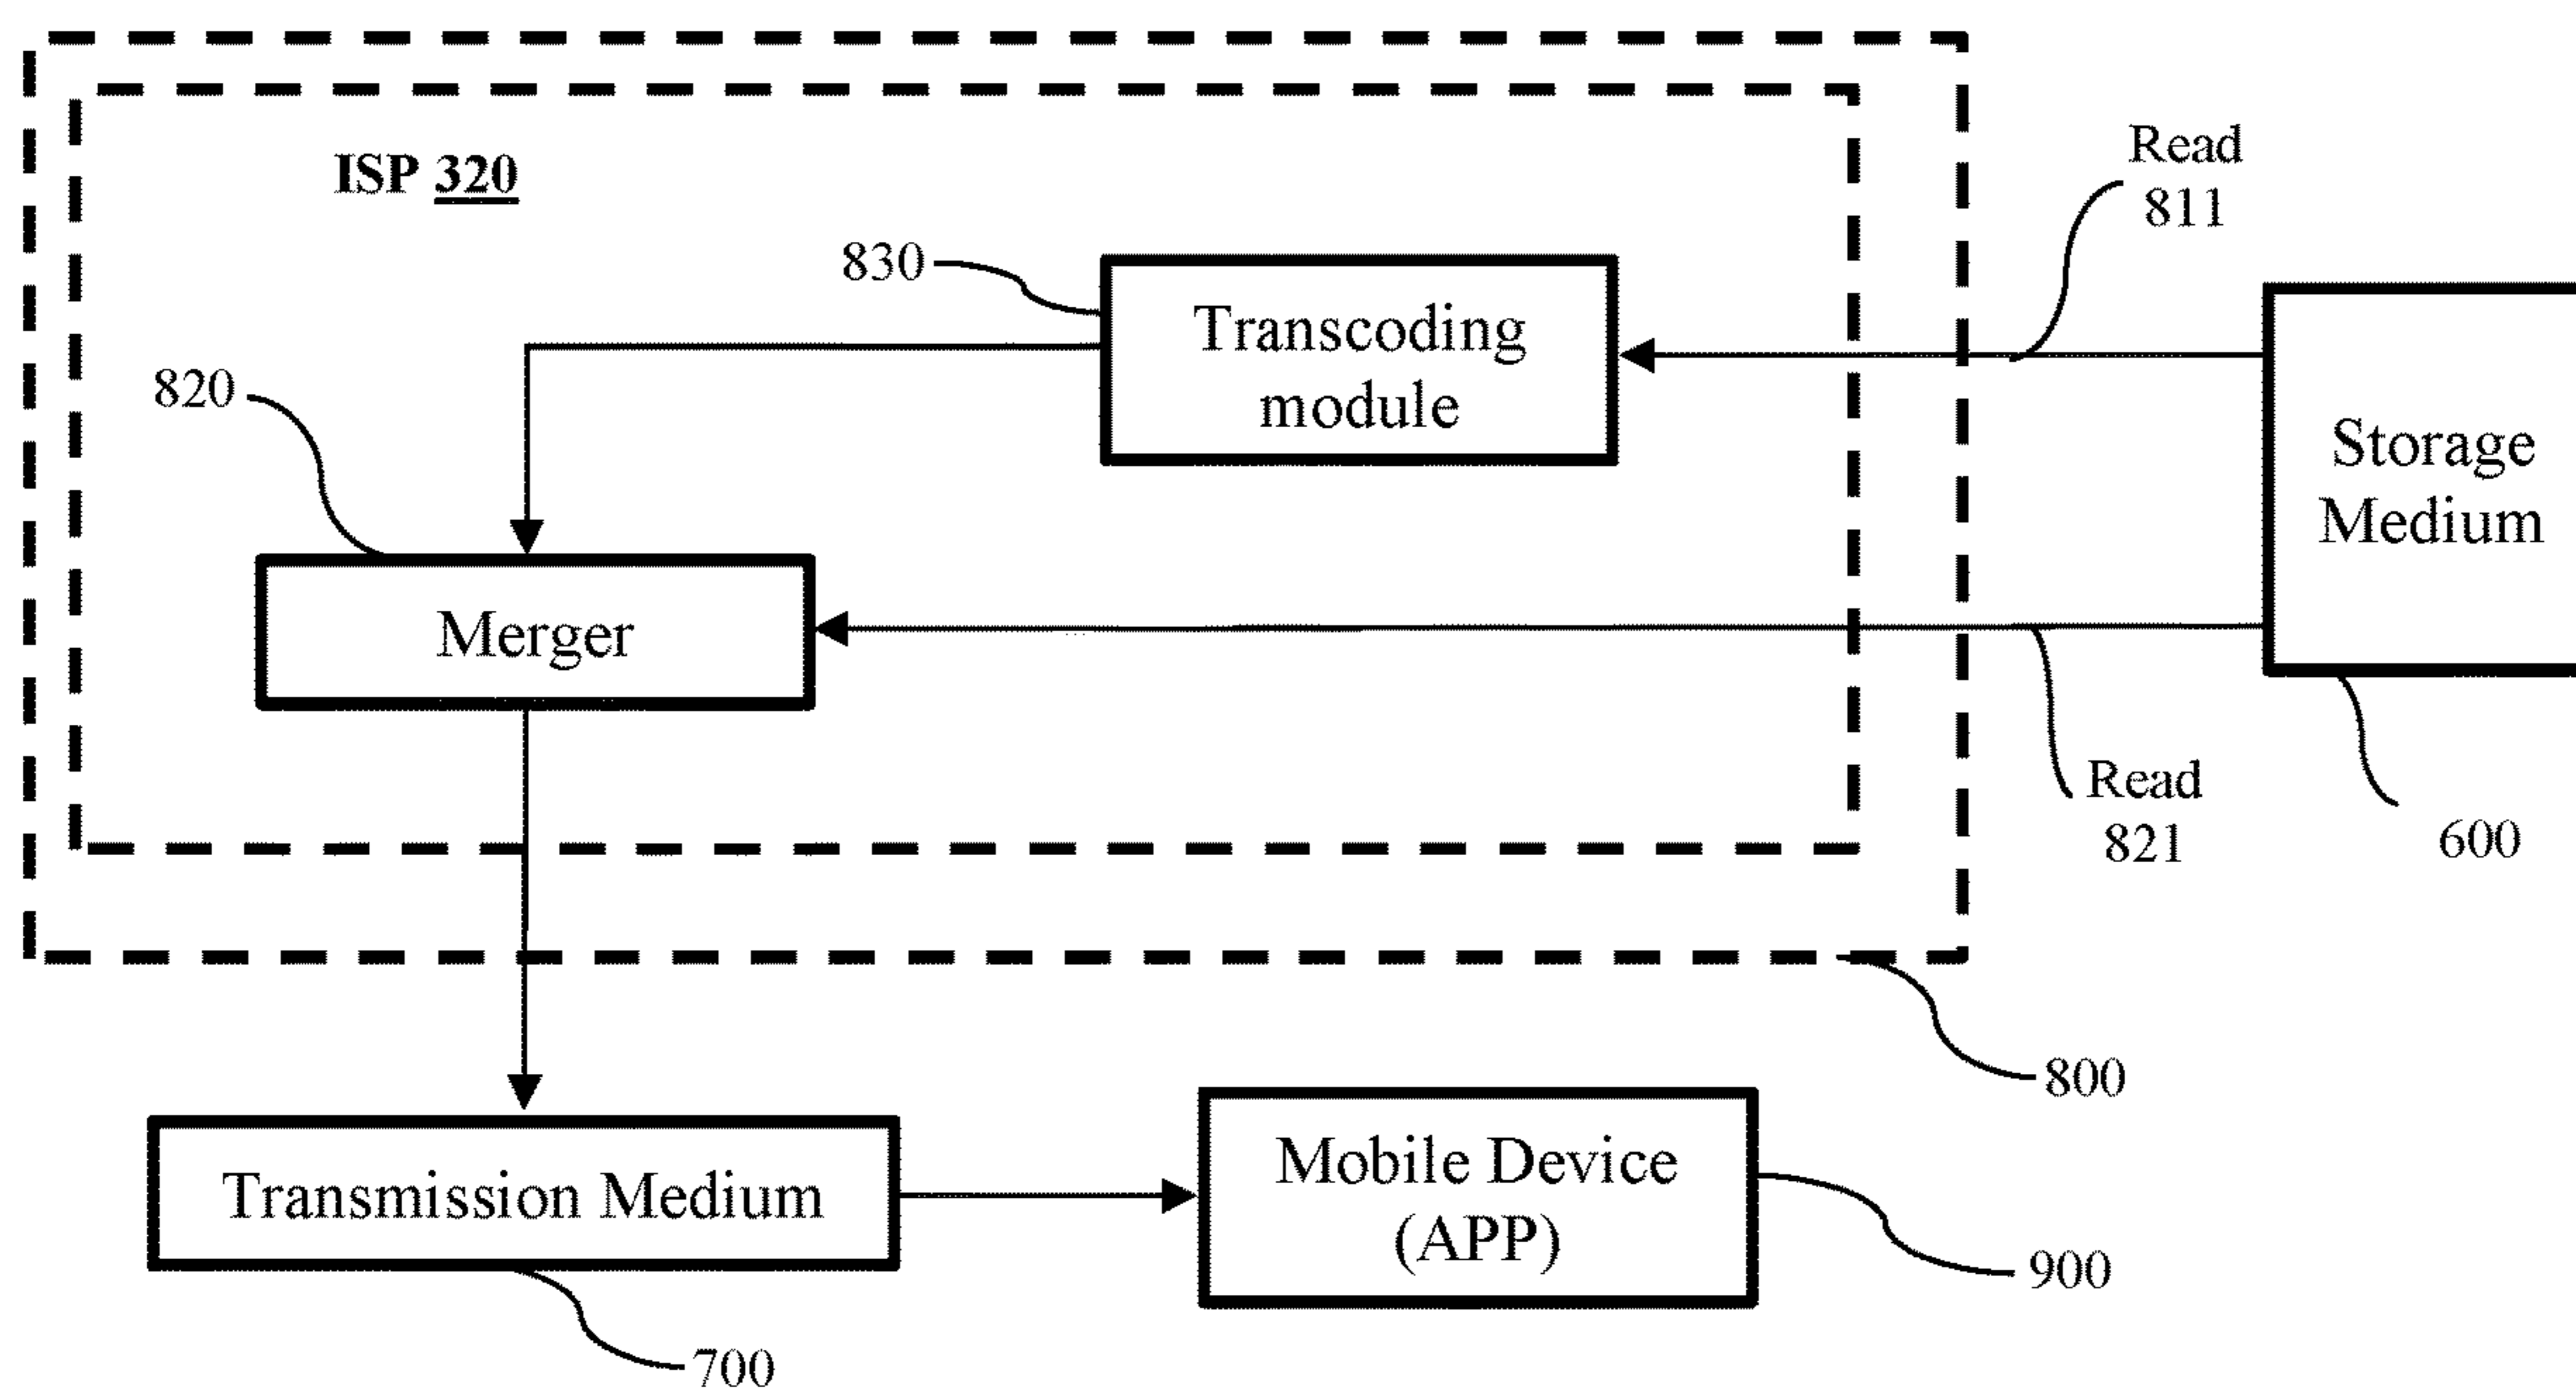 Read
811
ISP 320
830
Transcoding
module
820
Storage
Medium
Merger
Read
821
600
800
Mobile Device
(APP)
Transmission Medium
900
700